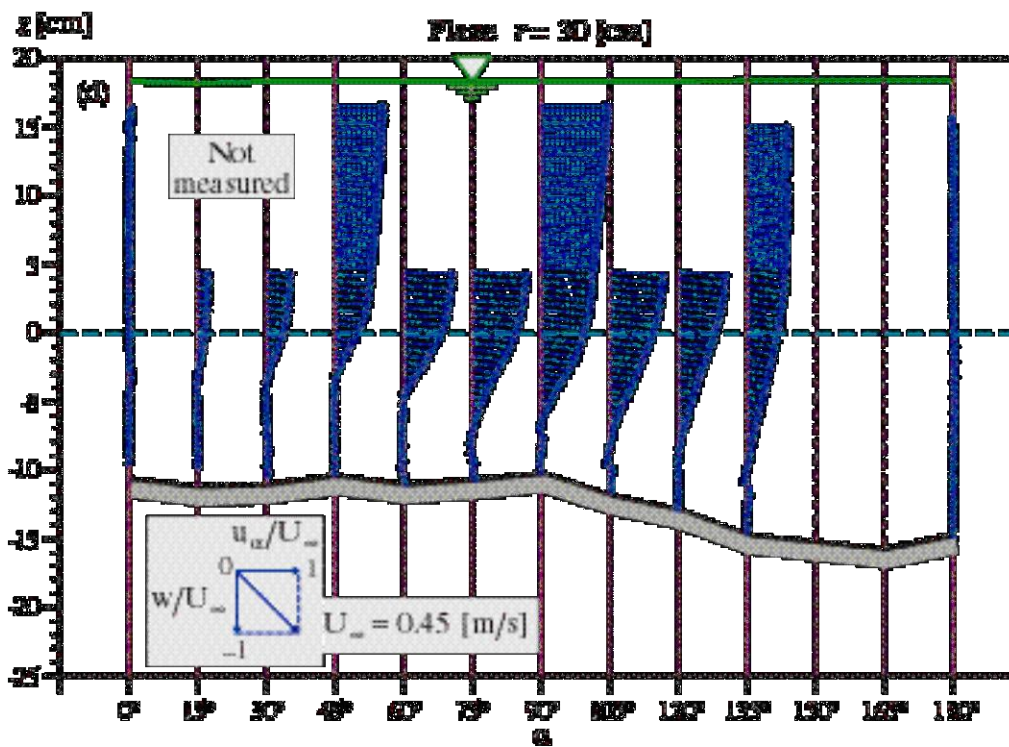 z [cm]
Plane r = 30 [cm]
20
(d)
15
Not
measured
10
5
0
-5
-10
uα/U∞
0
1
w/U∞
U∞ = 0.45 [m/s]
-15
-1
-20
-25
0° 15° 30° 45° 60° 75° 90° 105° 120° 135° 150° 165° 180°
α